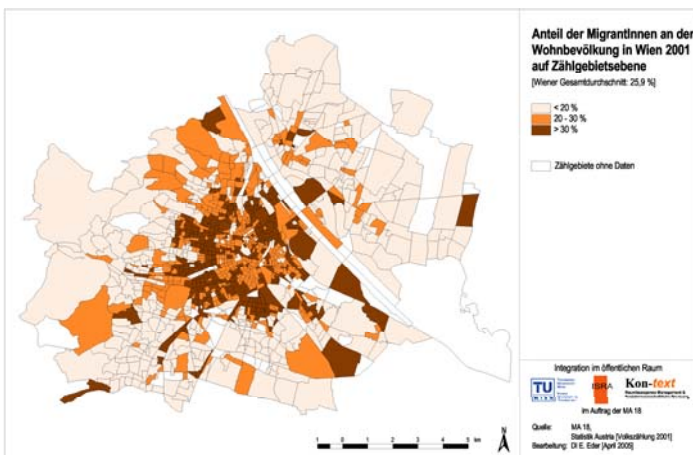 Anteil der MigrantInnen an der
Wohnbevölkung in Wien 2001
auf Zählgebietsebene
[Wiener Gesamtdurchschnitt: 25,9 %]
< 20 %
20 - 30 %
> 30 %
Zählgebiete ohne Daten
Integration im öffentlichen Raum
TU
WIEN
ISRA
Kon-text
im Auftrag der MA 18
Quelle: MA 18,
Statistik Austria [Volkszählung 2001]
Bearbeitung: DI E. Eder [April 2005]
1 0 1 2 3 4 5 km
N